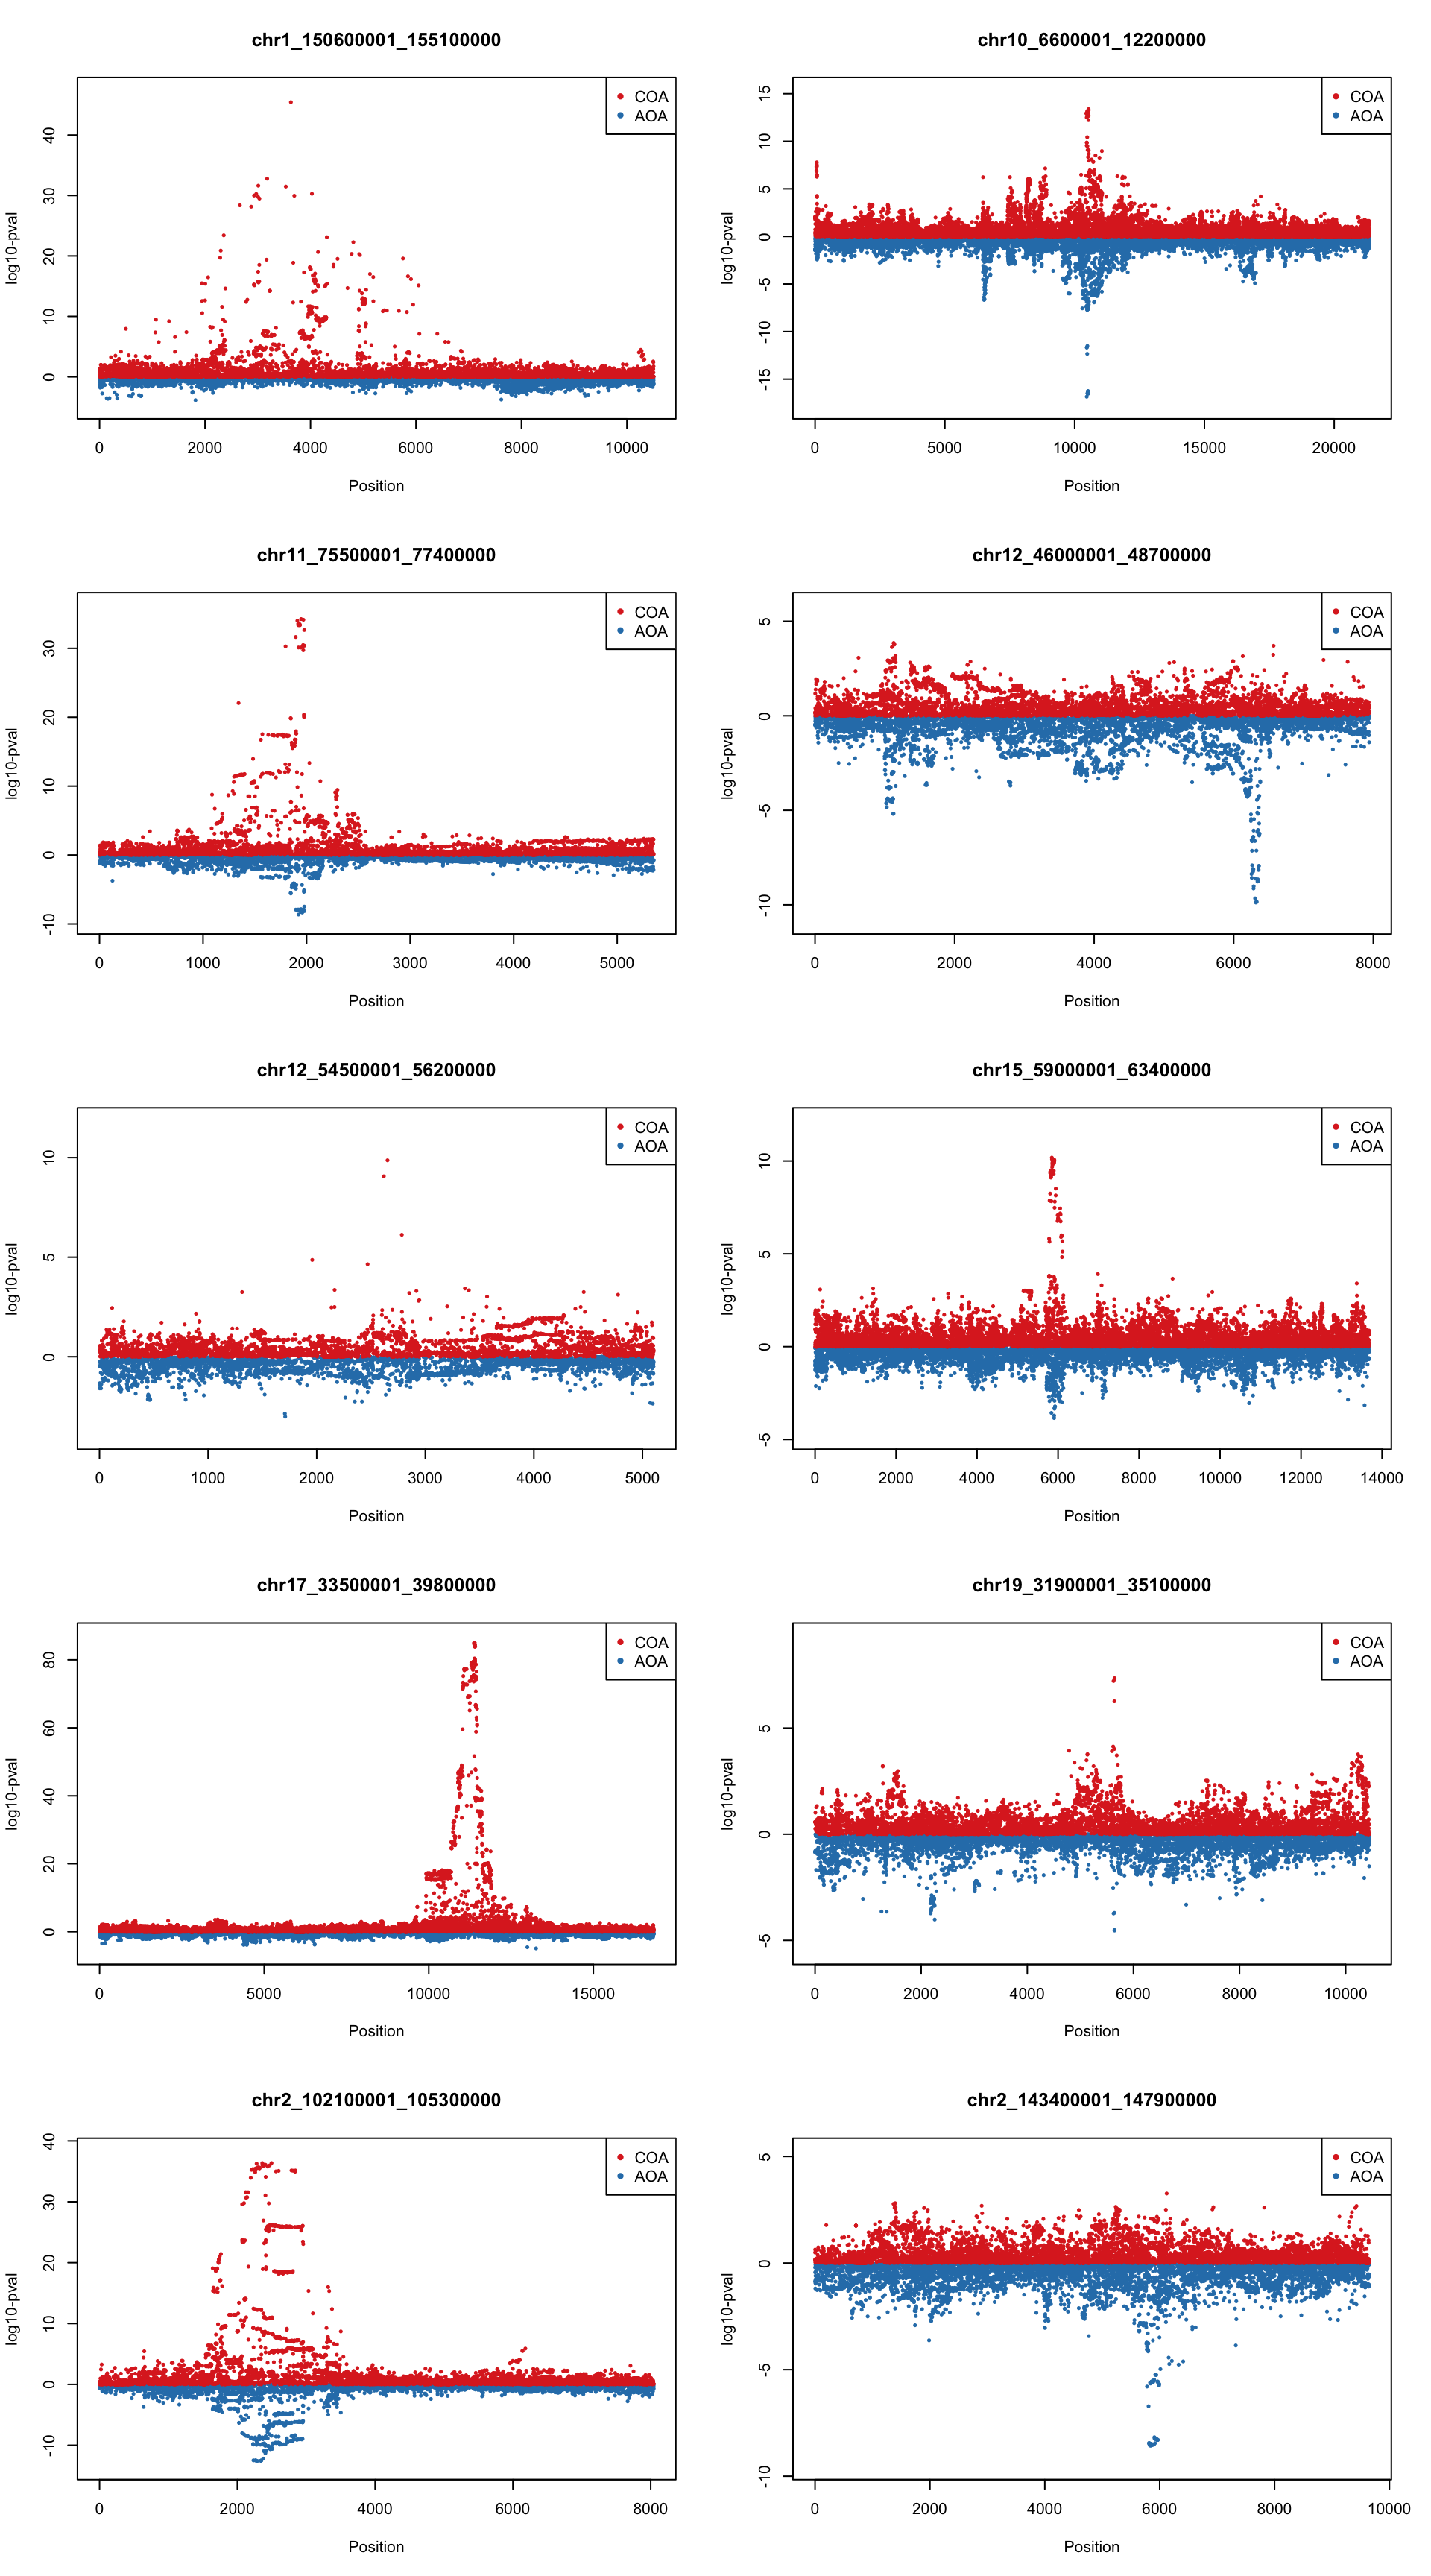 chr1_150600001_155100000
COA
AOA
log10-pval
40
30
20
10
0
0 2000 4000 6000 8000 10000
Position
chr10_6600001_12200000
COA
AOA
log10-pval
15
10
5
0
-5
-10
-15
0 5000 10000 15000 20000
Position
chr11_75500001_77400000
COA
AOA
log10-pval
30
20
10
0
-10
0 1000 2000 3000 4000 5000
Position
chr12_46000001_48700000
COA
AOA
log10-pval
5
0
-5
-10
0 2000 4000 6000 8000
Position
chr12_54500001_56200000
COA
AOA
log10-pval
10
5
0
0 1000 2000 3000 4000 5000
Position
chr15_59000001_63400000
COA
AOA
log10-pval
10
5
0
-5
0 2000 4000 6000 8000 10000 12000 14000
Position
chr17_33500001_39800000
COA
AOA
log10-pval
80
60
40
20
0
0 5000 10000 15000
Position
chr19_31900001_35100000
COA
AOA
log10-pval
5
0
-5
0 2000 4000 6000 8000 10000
Position
chr2_102100001_105300000
COA
AOA
log10-pval
40
30
20
10
0
-10
0 2000 4000 6000 8000
Position
chr2_143400001_147900000
COA
AOA
log10-pval
5
0
-5
-10
0 2000 4000 6000 8000 10000
Position